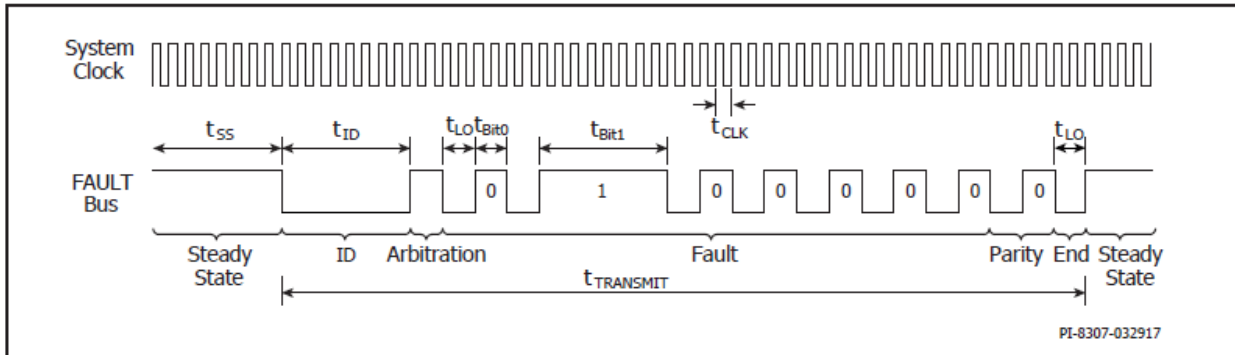 System
Clock
tSS
tID
tLO
tBit0
tBit1
tCLK
tLO
FAULT
Bus
0
1
0
0
0
0
0
0
Steady
State
ID
Arbitration
Fault
Parity
End
Steady
State
tTRANSMIT
PI-8307-032917